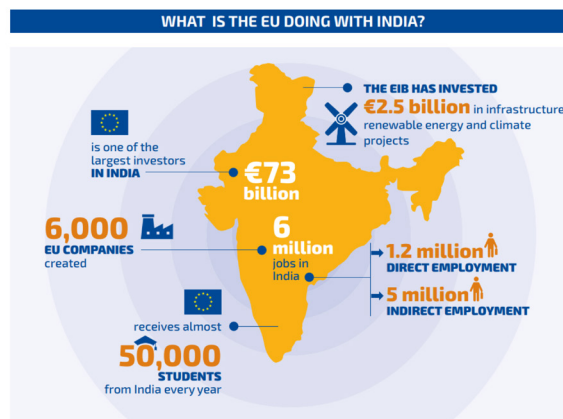 WHAT IS THE EU DOING WITH INDIA?
THE EIB HAS INVESTED
€2.5 billion in infrastructure
renewable energy and climate
projects
is one of the
largest investors
IN INDIA
€73
billion
6,000
EU COMPANIES
created
6
million
jobs in
India
1.2 million
DIRECT EMPLOYMENT
5 million
INDIRECT EMPLOYMENT
receives almost
50,000
STUDENTS
from India every year